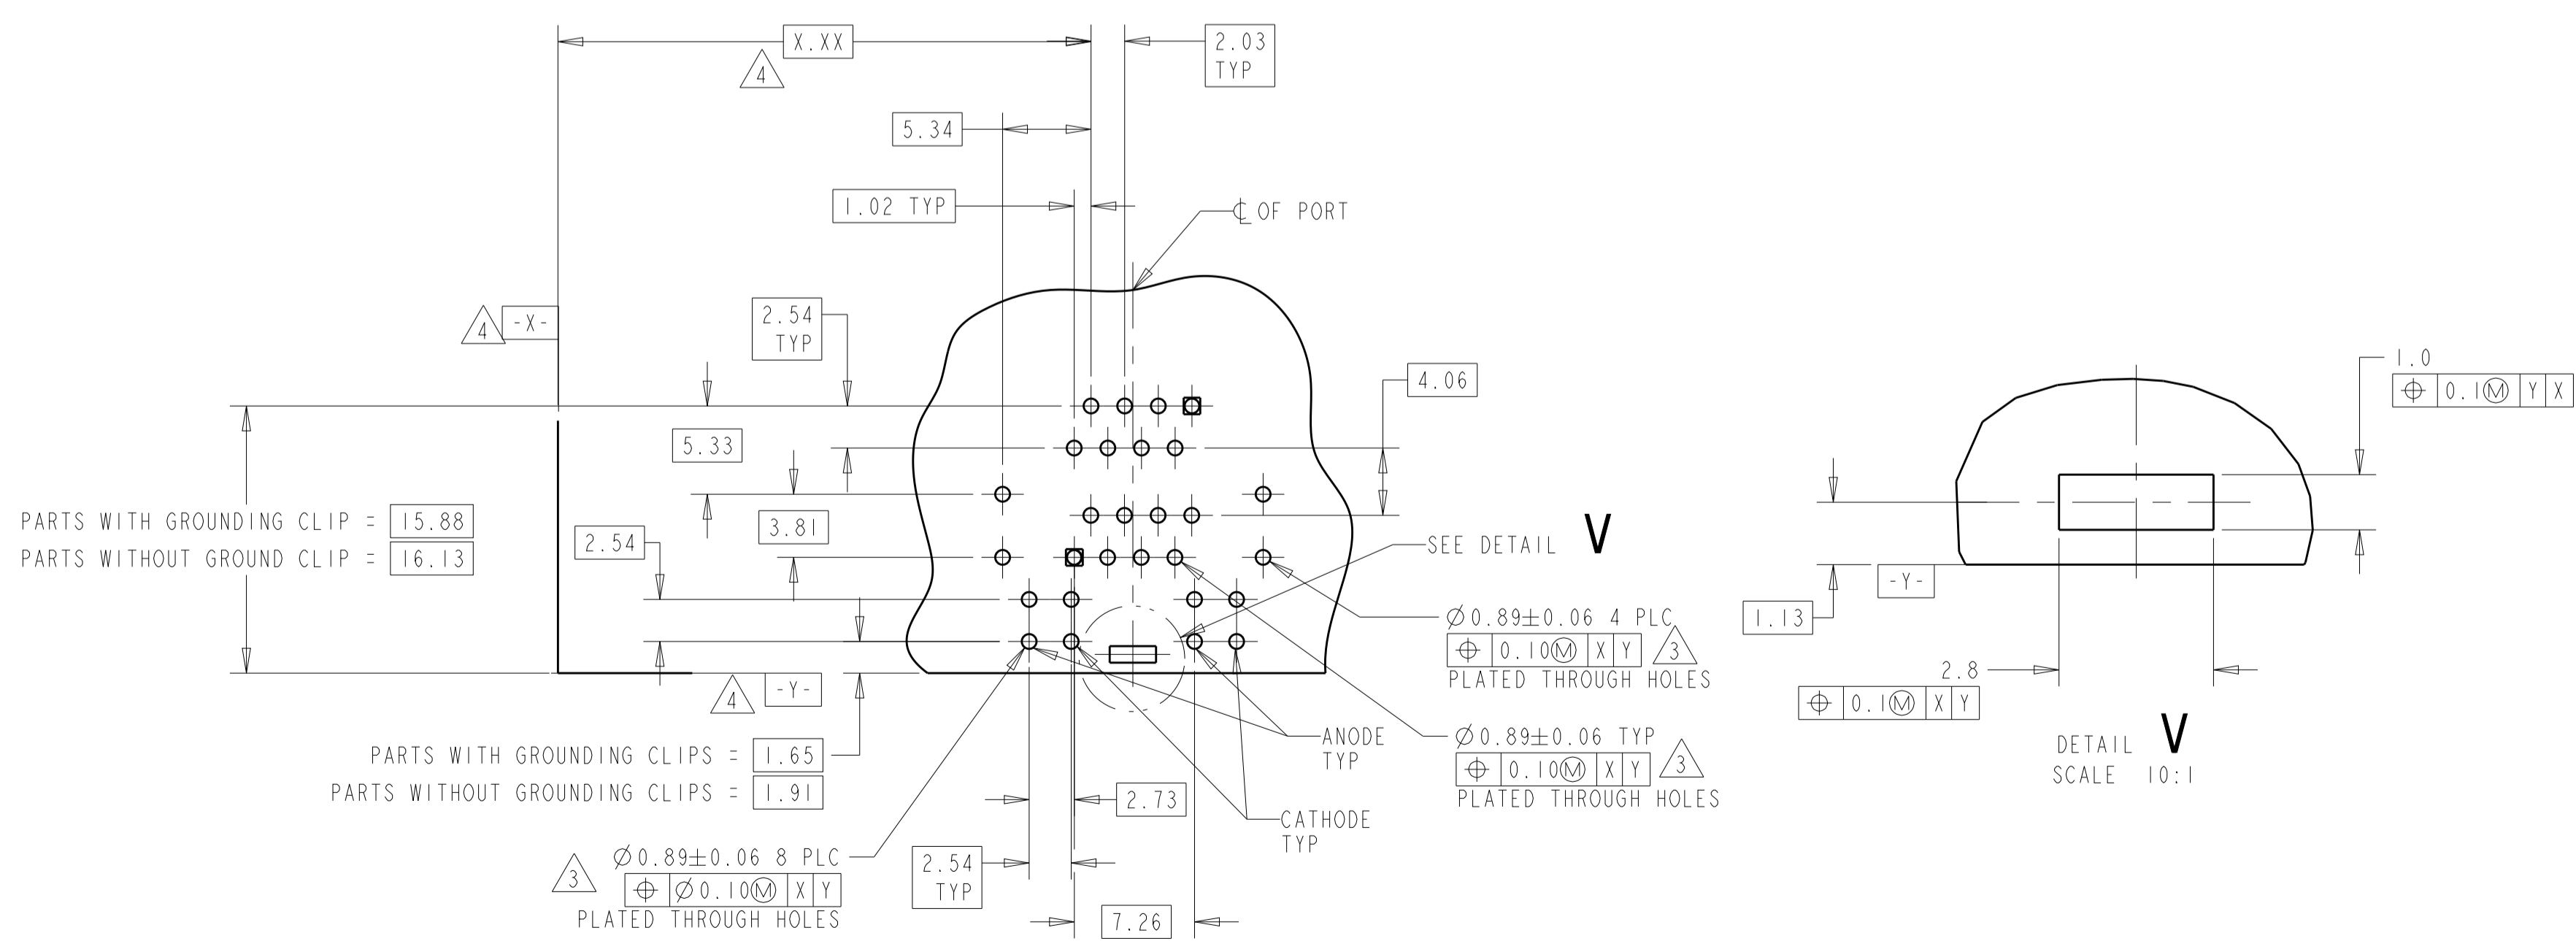 X.XX
4
2.03
TYP
5.34
1.02 TYP
℄ OF PORT
4
-X-
2.54
TYP
4.06
1.0
⌖ 0.1Ⓜ Y X
5.33
PARTS WITH GROUNDING CLIP = 15.88
PARTS WITHOUT GROUND CLIP = 16.13
2.54
3.81
SEE DETAIL V
-Y-
1.13
Ø0.89±0.06 4 PLC
⌖ 0.10Ⓜ X Y 3
PLATED THROUGH HOLES
2.8
⌖ 0.1Ⓜ X Y
4
-Y-
DETAIL V
SCALE 10:1
PARTS WITH GROUNDING CLIPS = 1.65
PARTS WITHOUT GROUNDING CLIPS = 1.91
ANODE
TYP
Ø0.89±0.06 TYP
⌖ 0.10Ⓜ X Y 3
PLATED THROUGH HOLES
2.73
CATHODE
TYP
3
Ø0.89±0.06 8 PLC
⌖ Ø0.10Ⓜ X Y
PLATED THROUGH HOLES
2.54
TYP
7.26